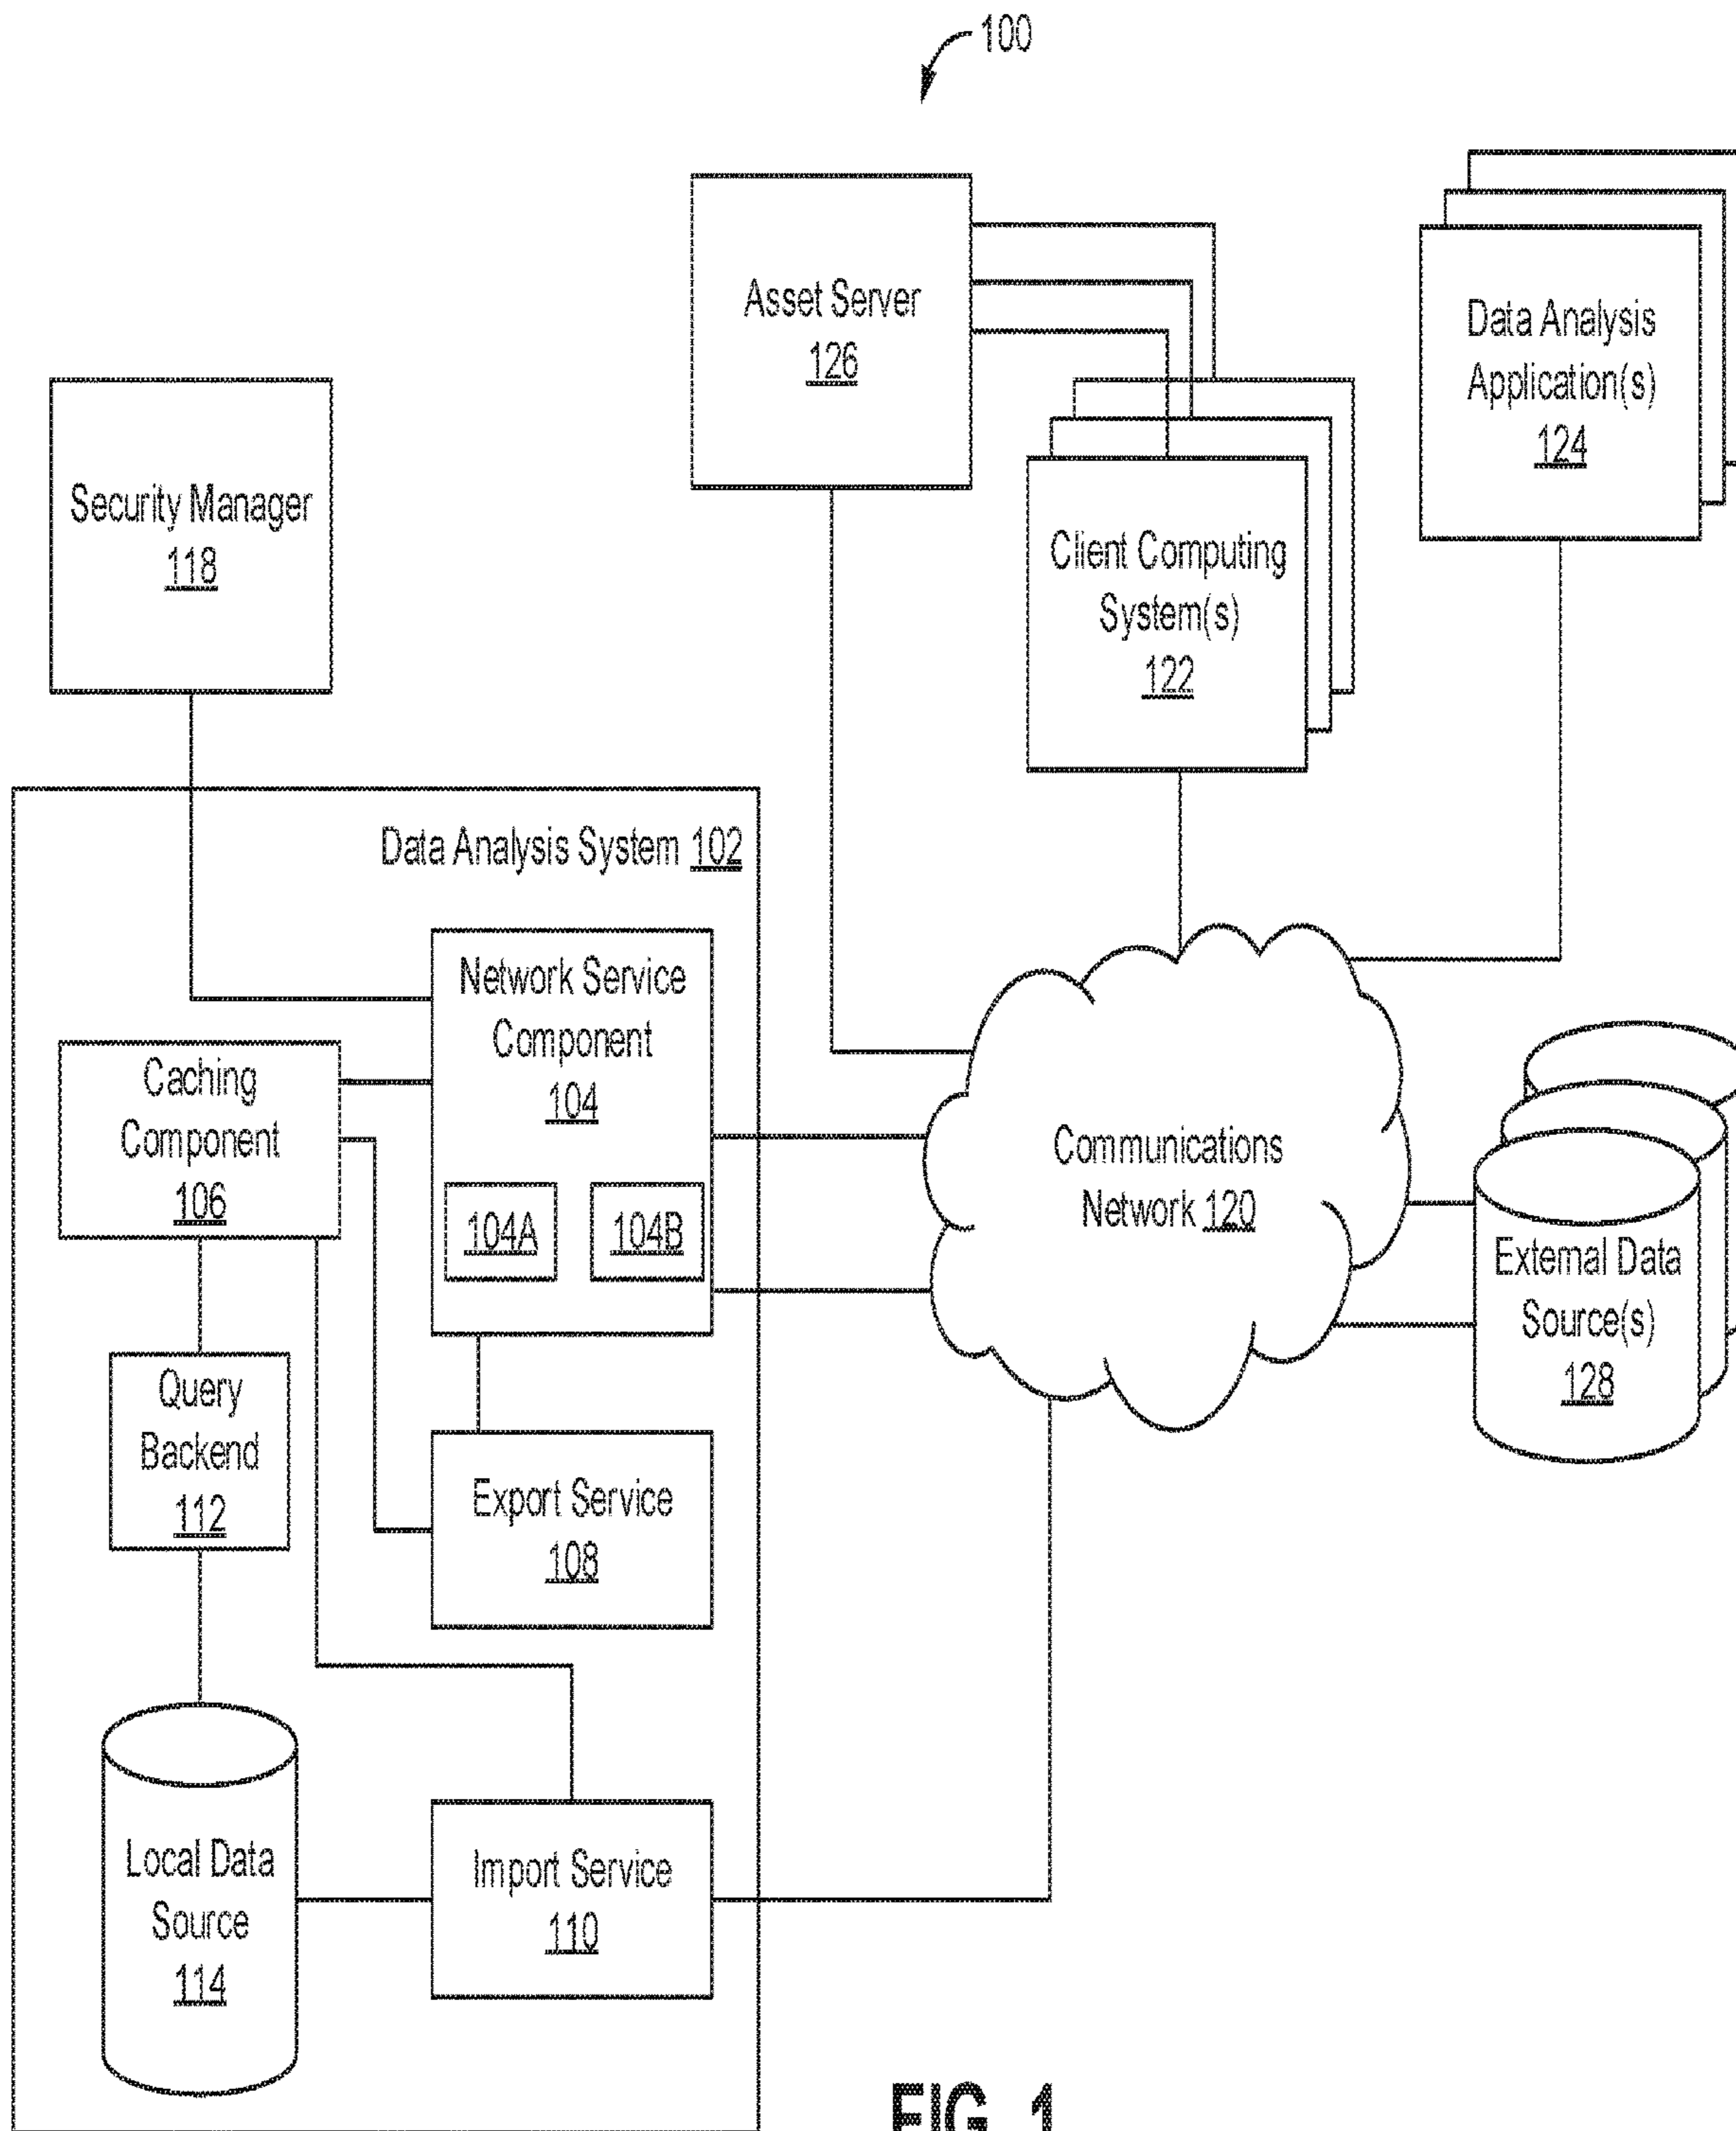 100
Asset Server
126
Data Analysis
Application(s)
124
Security Manager
118
Client Computing
System(s)
122
Data Analysis System 102
Network Service
Component
104
104A
104B
Caching
Component
106
Communications
Network 120
External Data
Source(s)
128
Query
Backend
112
Export Service
108
Local Data
Source
114
Import Service
110
FIG. 1